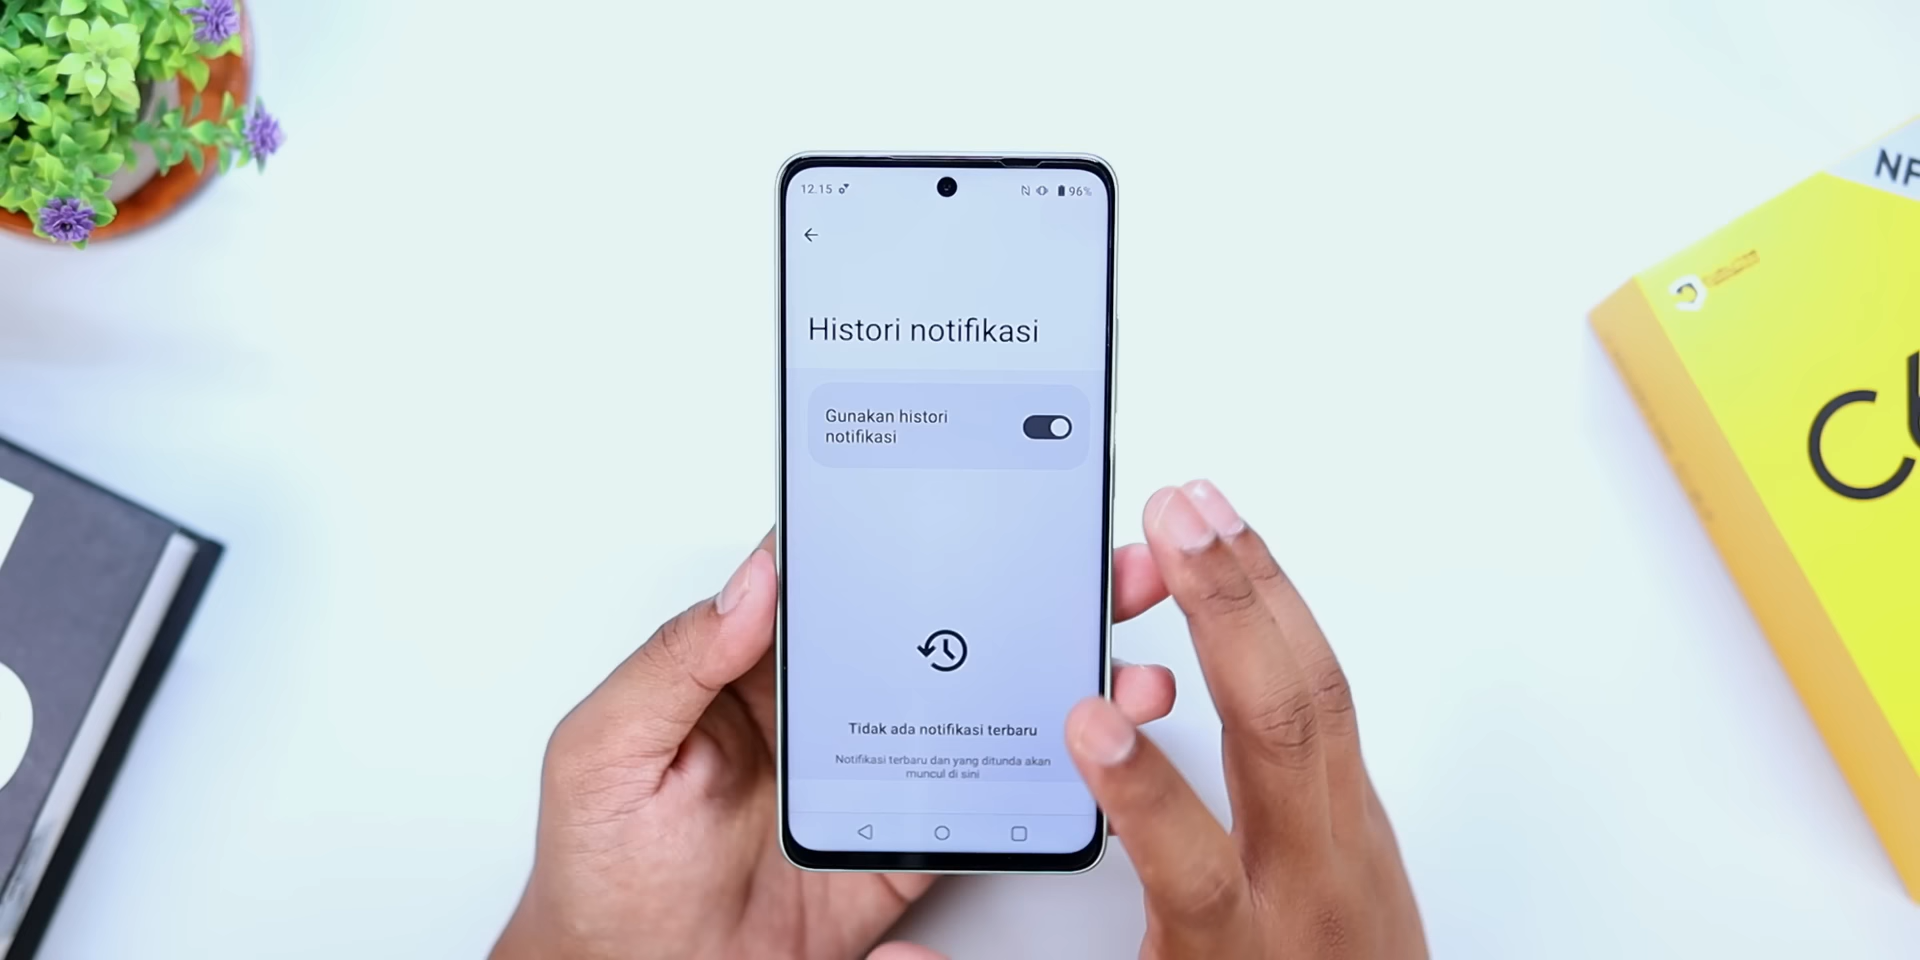 12.15
96%
Histori notifikasi
Gunakan histori
notifikasi
Tidak ada notifikasi terbaru
Notifikasi terbaru dan yang ditunda akan
muncul di sini